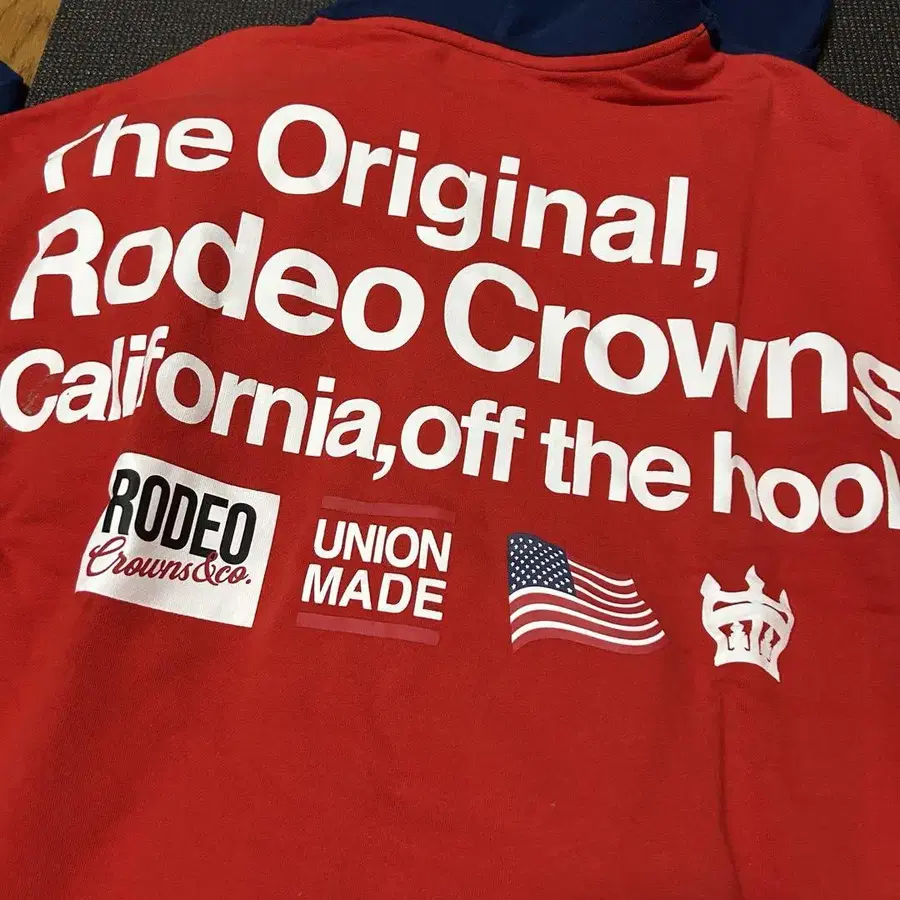 The Original,
Rodeo Crowns
California,off the hook
RODEO
Crowns&co.
UNION
MADE